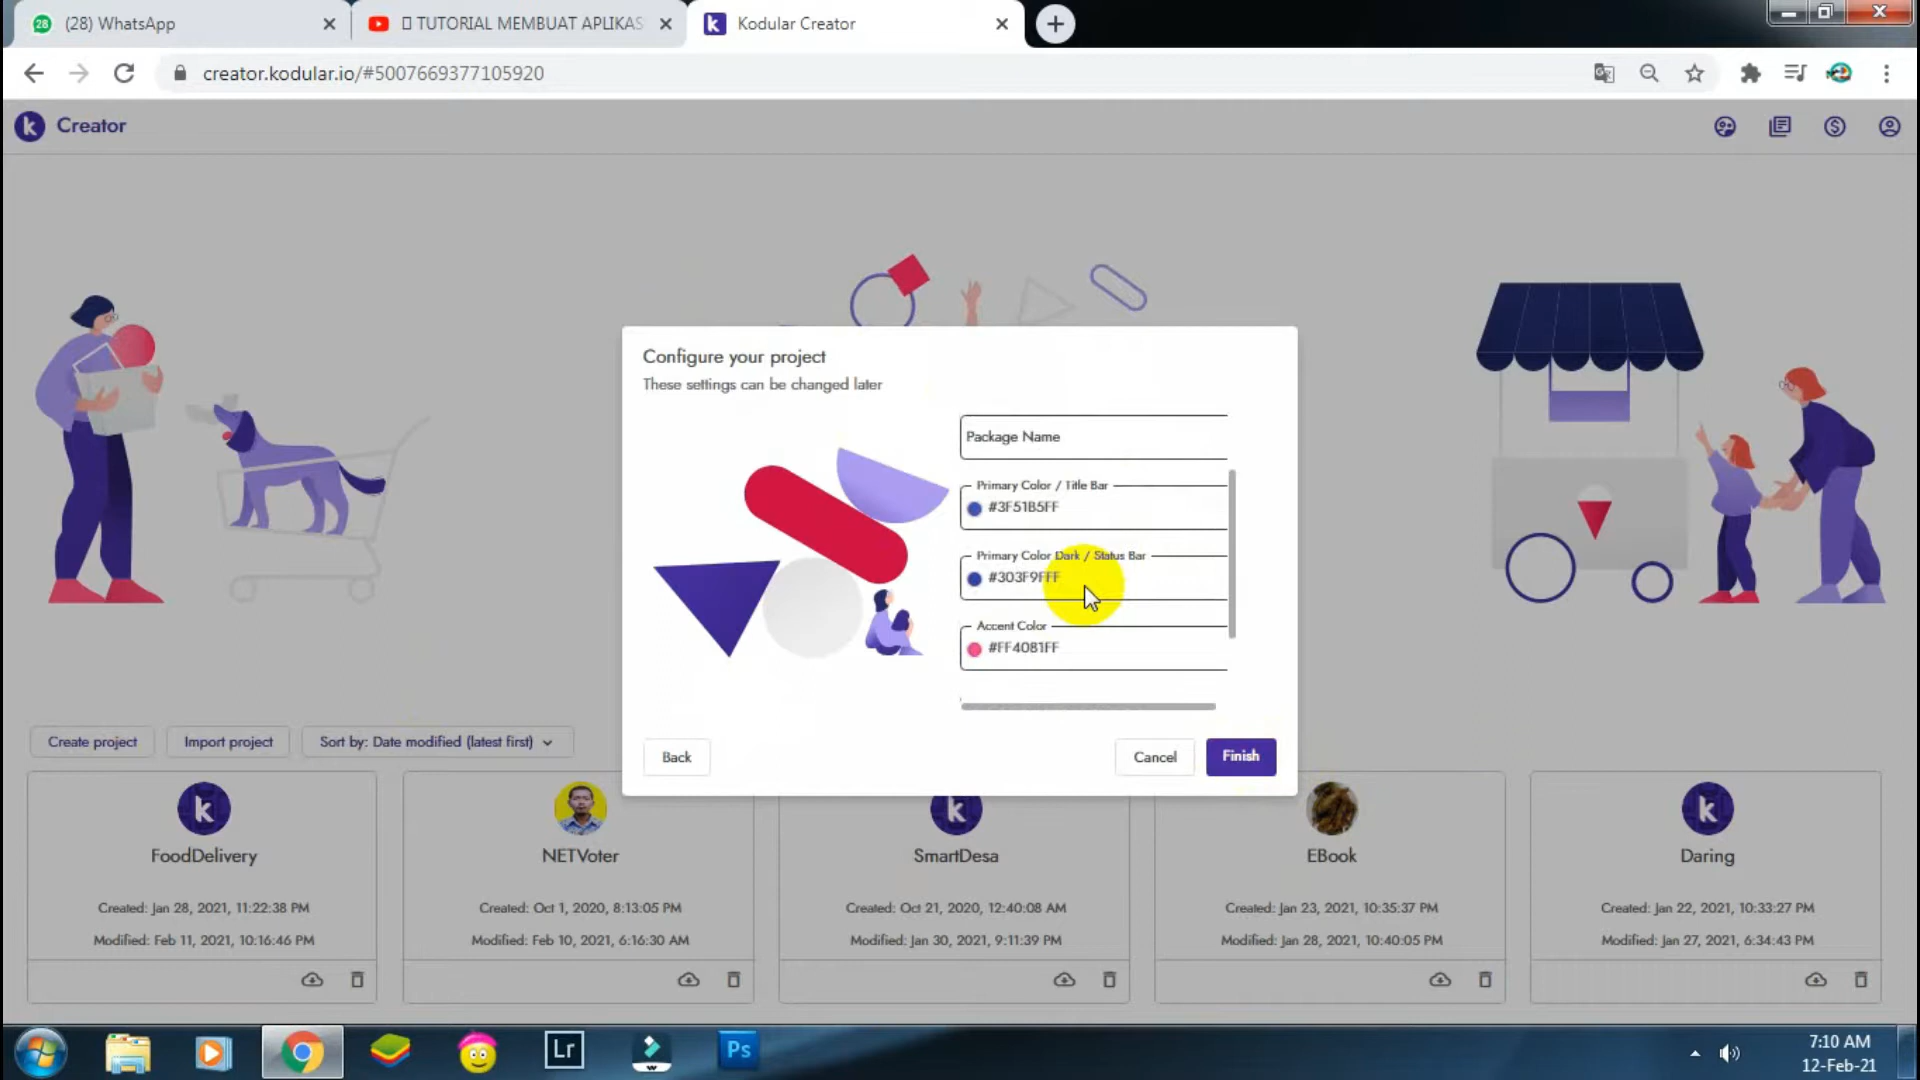 28
(28) WhatsApp
TUTORIAL MEMBUAT APLIKAS
k
Kodular Creator
creator.kodular.io/#5007669377105920
k
Creator
Configure your project
These settings can be changed later
Package Name
Primary Color / Title Bar
#3F51B5FF
Primary Color Dark / Status Bar
#303F9FFF
Accent Color
#FF4081FF
Back
Cancel
Finish
Create project
Import project
Sort by: Date modified (latest first)
k
FoodDelivery
Created: Jan 28, 2021, 11:22:38 PM
Modified: Feb 11, 2021, 10:16:46 PM
NETVoter
Created: Oct 1, 2020, 8:13:05 PM
Modified: Feb 10, 2021, 6:16:30 AM
k
SmartDesa
Created: Oct 21, 2020, 12:40:08 AM
Modified: Jan 30, 2021, 9:11:39 PM
EBook
Created: Jan 23, 2021, 10:35:37 PM
Modified: Jan 28, 2021, 10:40:05 PM
k
Daring
Created: Jan 22, 2021, 10:33:27 PM
Modified: Jan 27, 2021, 6:34:43 PM
Lr
Ps
7:10 AM
12-Feb-21